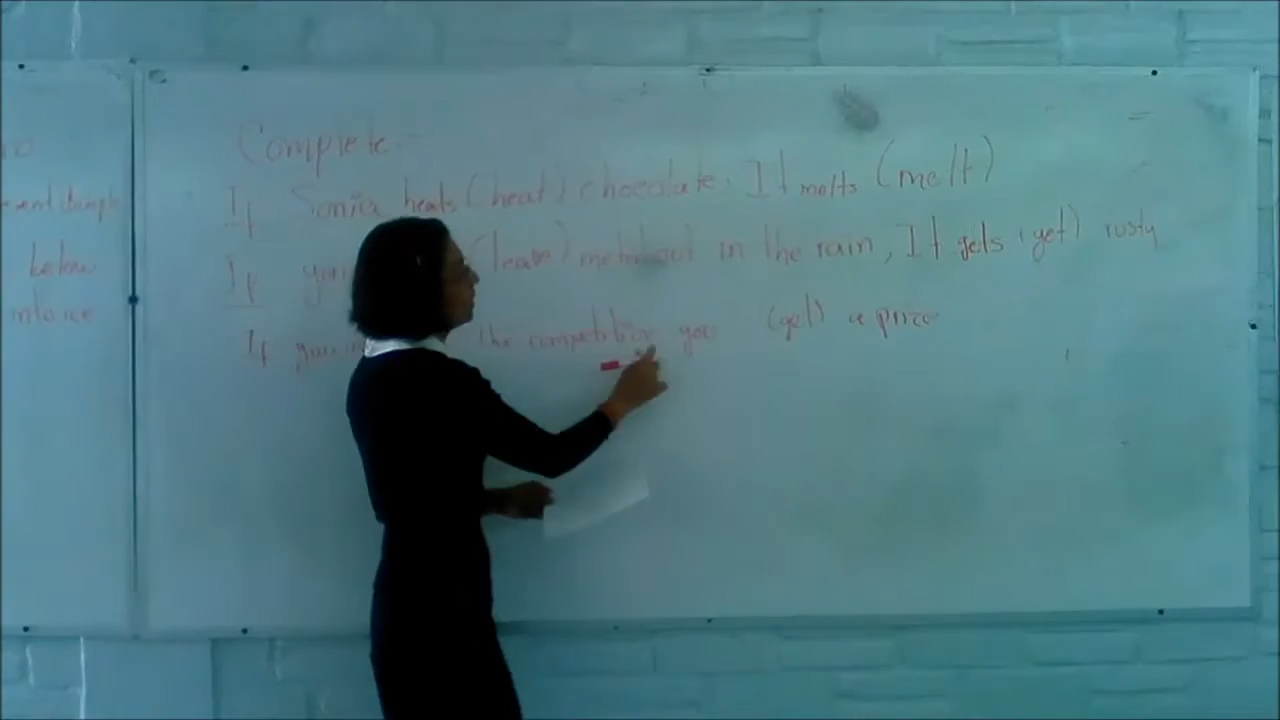 Complete
If Sonia heats (heat) chocolate, It melts (melt)
If you (leave) metal out in the rain, It gets (get) rusty
If you the competition you (get) a prize
below
into ice